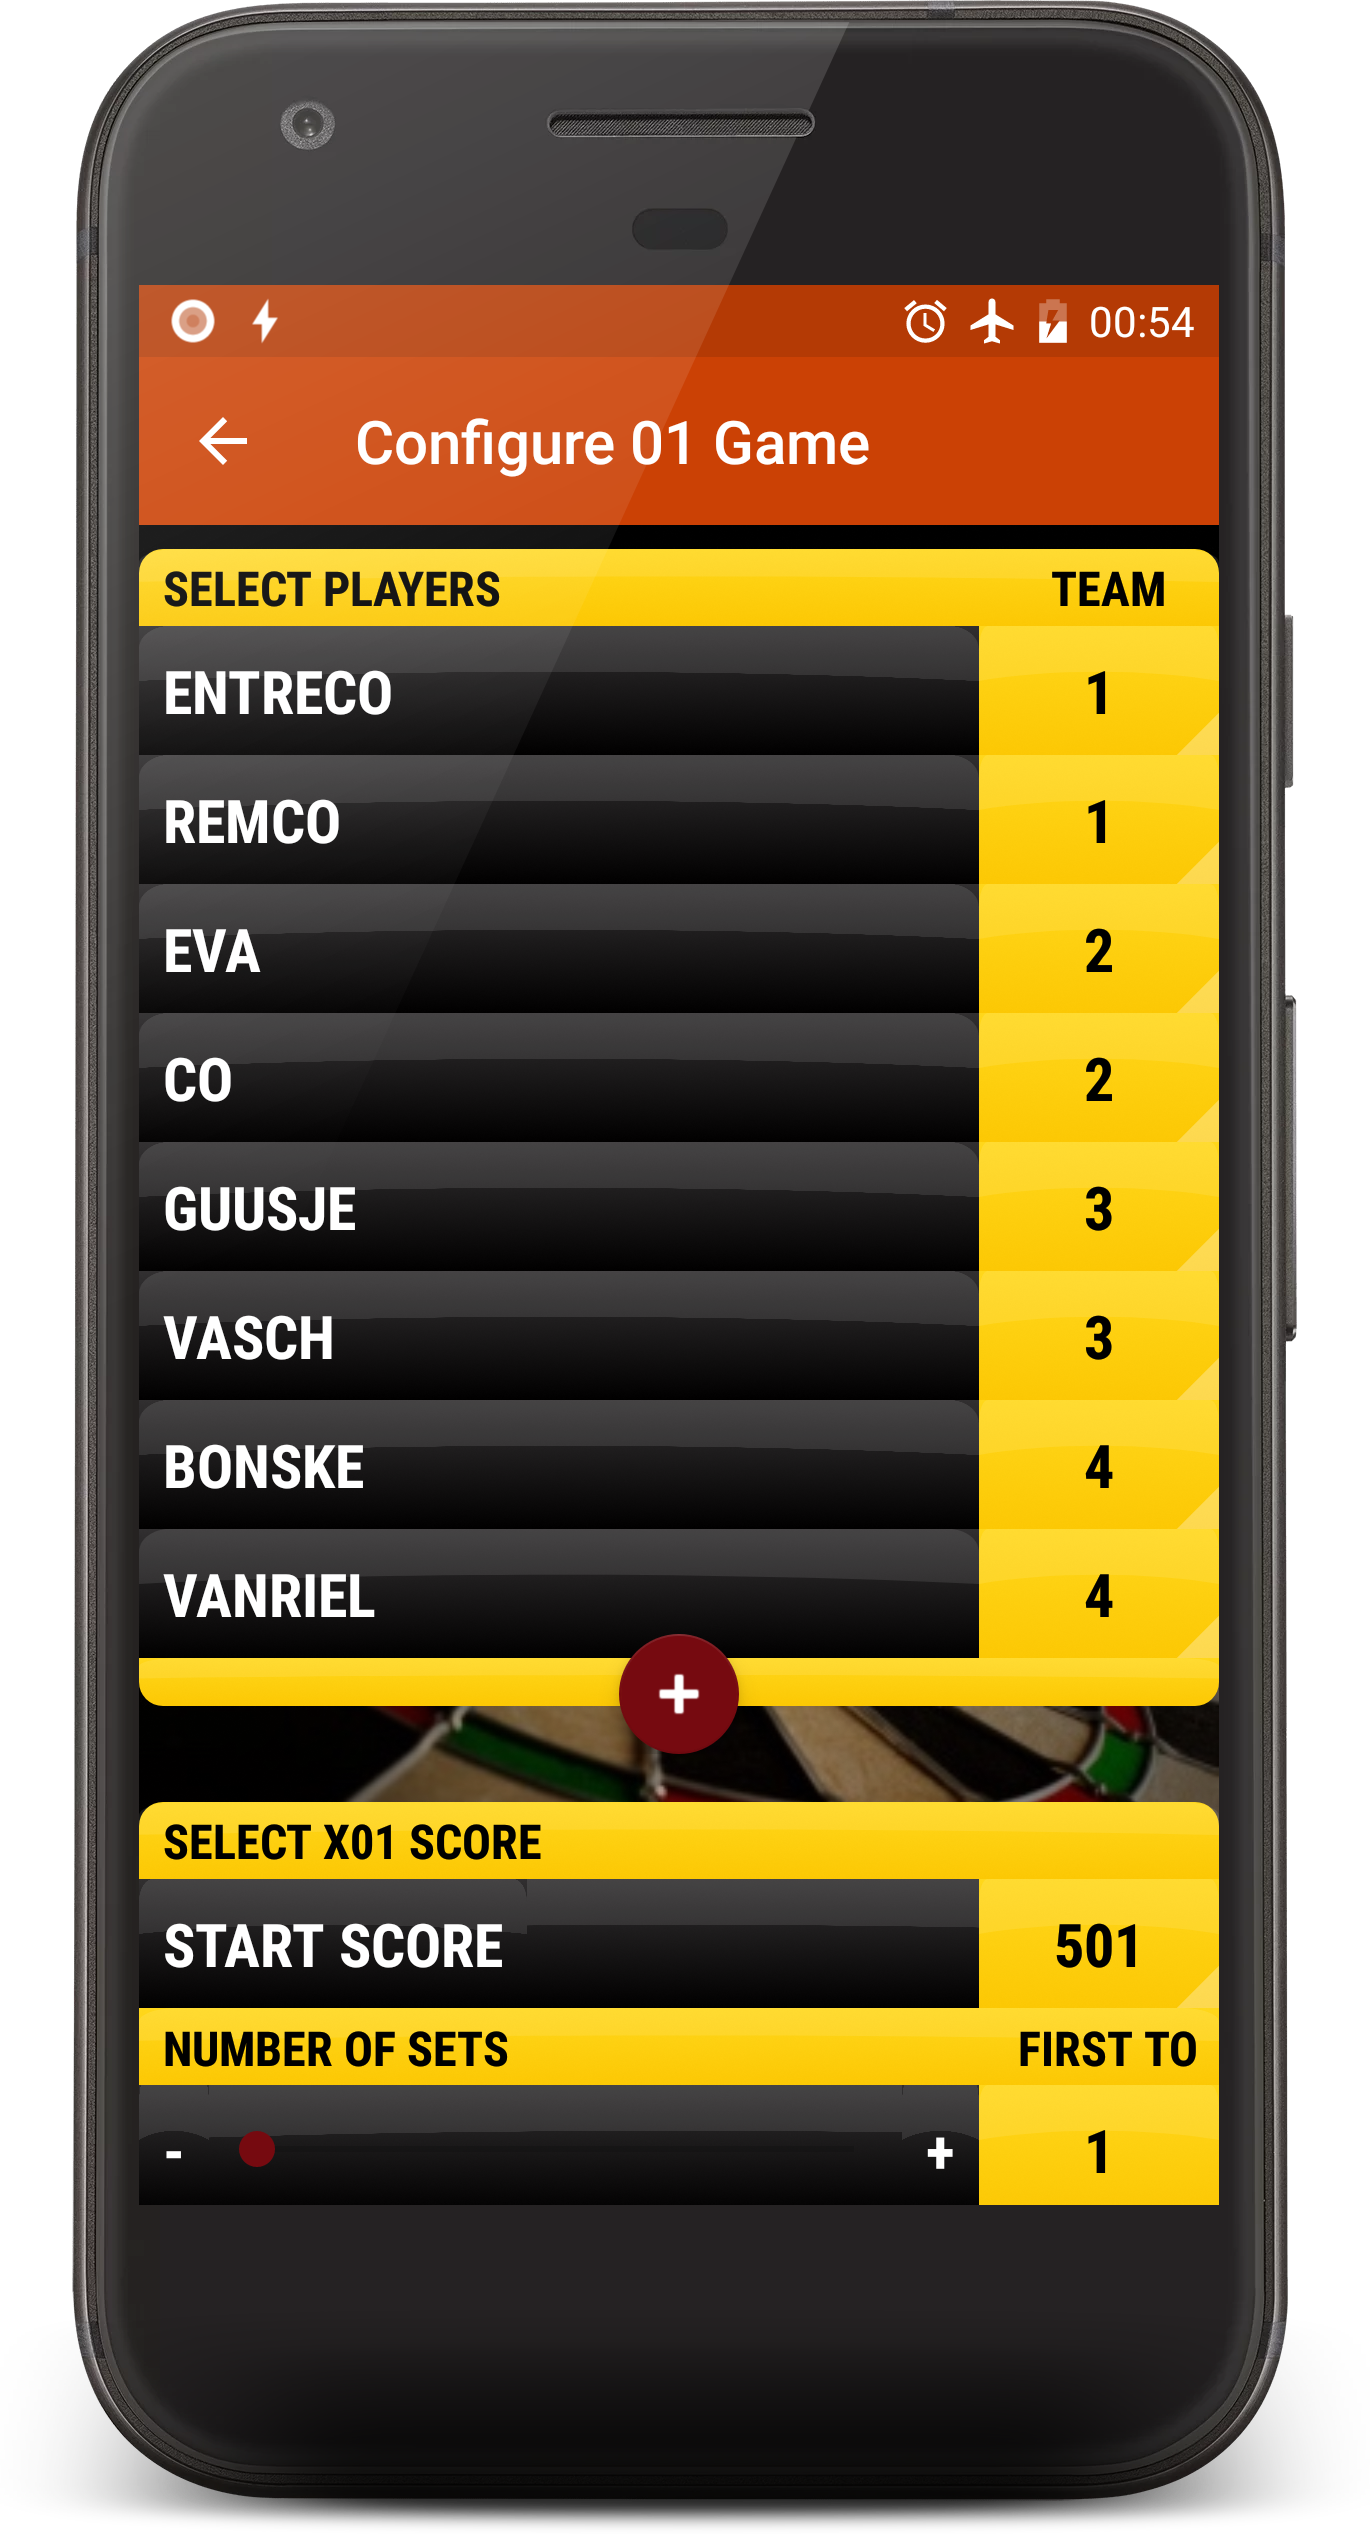 00:54
Configure 01 Game
SELECT PLAYERS TEAM
ENTRECO 1
REMCO 1
EVA 2
CO 2
GUUSJE 3
VASCH 3
BONSKE 4
VANRIEL 4
+
SELECT X01 SCORE
START SCORE 501
NUMBER OF SETS FIRST TO
- + 1